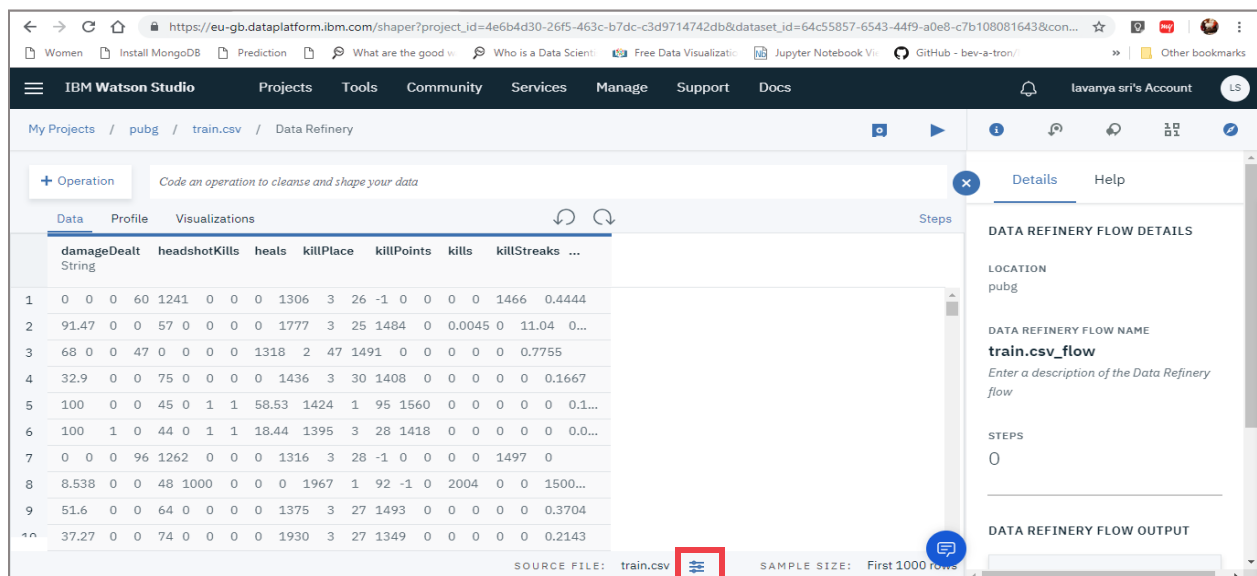 https://eu-gb.dataplatform.ibm.com/shaper?project_id=4e6b4d30-26f5-463c-b7dc-c3d9714742db&dataset_id=64c55857-6543-44f9-a0e8-c7b108081643&con...
Women Install MongoDB Prediction What are the good w Who is a Data Scienti Free Data Visualizatio Nb Jupyter Notebook Vi GitHub - bev-a-tron/ » Other bookmarks
IBM Watson Studio Projects Tools Community Services Manage Support Docs lavanya sri's Account LS
My Projects / pubg / train.csv / Data Refinery
+ Operation Code an operation to cleanse and shape your data
Data Profile Visualizations Steps
damageDealt headshotKills heals killPlace killPoints kills killStreaks ...
String
1 0 0 0 60 1241 0 0 0 1306 3 26 -1 0 0 0 0 1466 0.4444
2 91.47 0 0 57 0 0 0 0 1777 3 25 1484 0 0.0045 0 11.04 0...
3 68 0 0 47 0 0 0 0 1318 2 47 1491 0 0 0 0 0.7755
4 32.9 0 0 75 0 0 0 0 1436 3 30 1408 0 0 0 0 0 0.1667
5 100 0 0 45 0 1 1 58.53 1424 1 95 1560 0 0 0 0 0 0.1...
6 100 1 0 44 0 1 1 18.44 1395 3 28 1418 0 0 0 0 0 0.0...
7 0 0 0 96 1262 0 0 0 1316 3 28 -1 0 0 0 0 1497 0
8 8.538 0 0 48 1000 0 0 0 1967 1 92 -1 0 2004 0 0 1500...
9 51.6 0 0 64 0 0 0 0 1375 3 27 1493 0 0 0 0 0.3704
10 37.27 0 0 74 0 0 0 0 1930 3 27 1349 0 0 0 0 0.2143
SOURCE FILE: train.csv SAMPLE SIZE: First 1000 rows
Details Help
DATA REFINERY FLOW DETAILS
LOCATION
pubg
DATA REFINERY FLOW NAME
train.csv_flow
Enter a description of the Data Refinery
flow
STEPS
0
DATA REFINERY FLOW OUTPUT